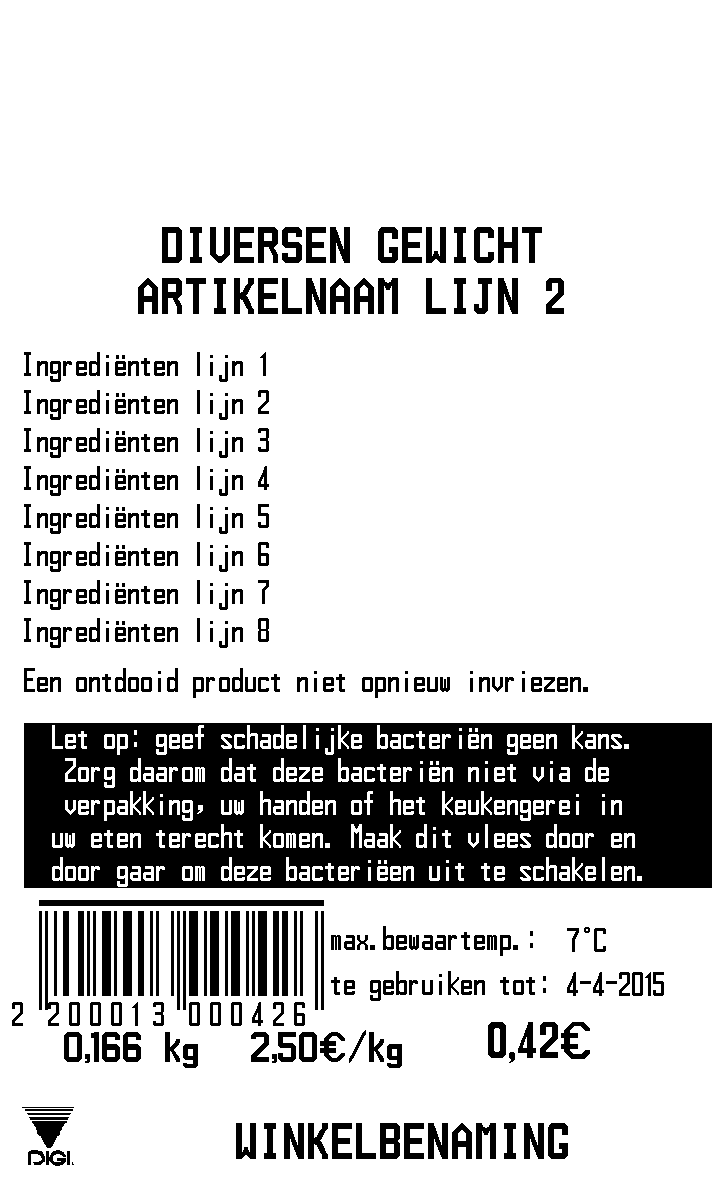 DIVERSEN GEWICHT
ARTIKELNAAM LIJN 2
Ingrediënten lijn 1
Ingrediënten lijn 2
Ingrediënten lijn 3
Ingrediënten lijn 4
Ingrediënten lijn 5
Ingrediënten lijn 6
Ingrediënten lijn 7
Ingrediënten lijn 8
Een ontdooid product niet opnieuw invriezen.
Let op: geef schadelijke bacteriën geen kans.
Zorg daarom dat deze bacteriën niet via de
verpakking, uw handen of het keukengerei in
uw eten terecht komen. Maak dit vlees door en
door gaar om deze bacteriëen uit te schakelen.
max.bewaartemp.: 7°C
te gebruiken tot: 4-4-2015
2 200013 000426
0,166 kg 2,50€/kg 0,42€
DIGI.
WINKELBENAMING